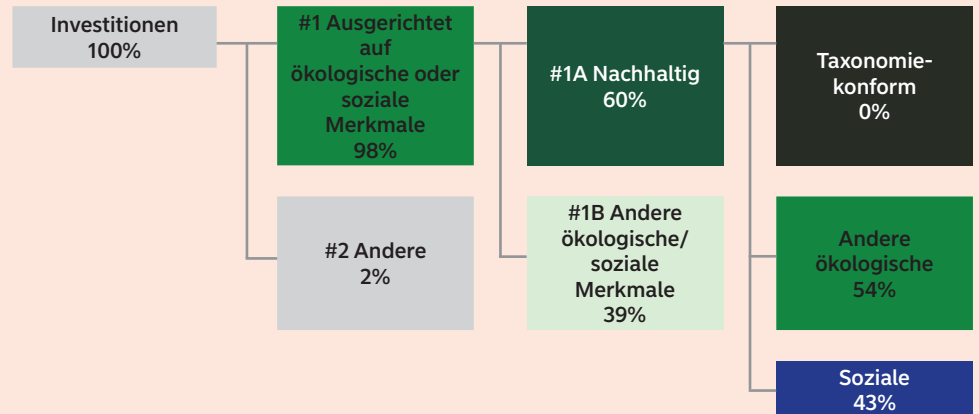 Investitionen
100%
#1 Ausgerichtet
auf
ökologische oder
soziale
Merkmale
98%
#2 Andere
2%
#1A Nachhaltig
60%
#1B Andere
ökologische/
soziale
Merkmale
39%
Taxonomie-
konform
0%
Andere
ökologische
54%
Soziale
43%